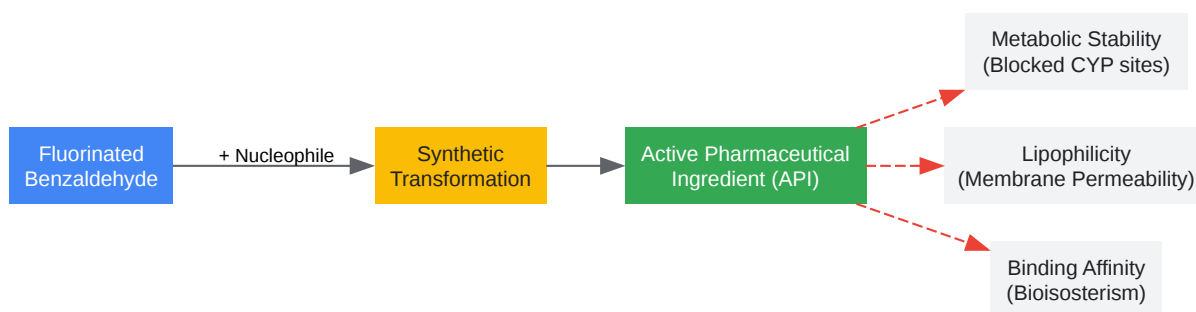 Fluorinated
Benzaldehyde
+ Nucleophile
Synthetic
Transformation
Active Pharmaceutical
Ingredient (API)
Metabolic Stability
(Blocked CYP sites)
Lipophilicity
(Membrane Permeability)
Binding Affinity
(Bioisosterism)